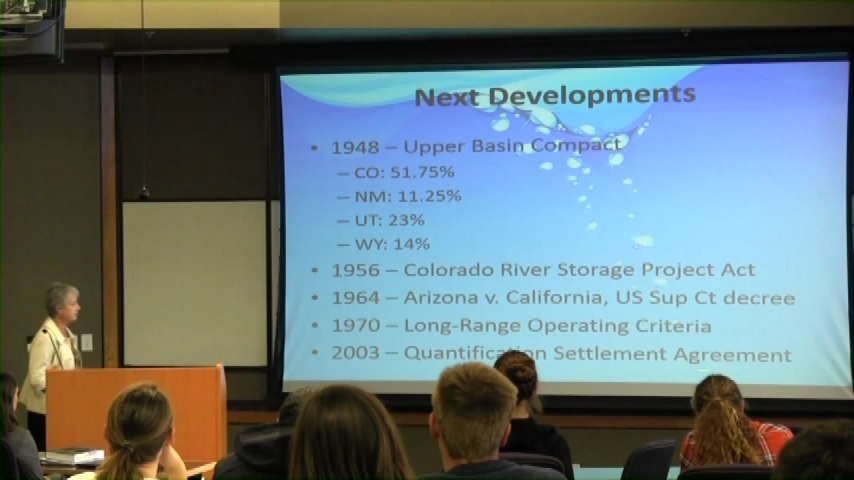 Next Developments
• 1948 – Upper Basin Compact
– CO: 51.75%
– NM: 11.25%
– UT: 23%
– WY: 14%
• 1956 – Colorado River Storage Project Act
• 1964 – Arizona v. California, US Sup Ct decree
• 1970 – Long-Range Operating Criteria
• 2003 – Quantification Settlement Agreement